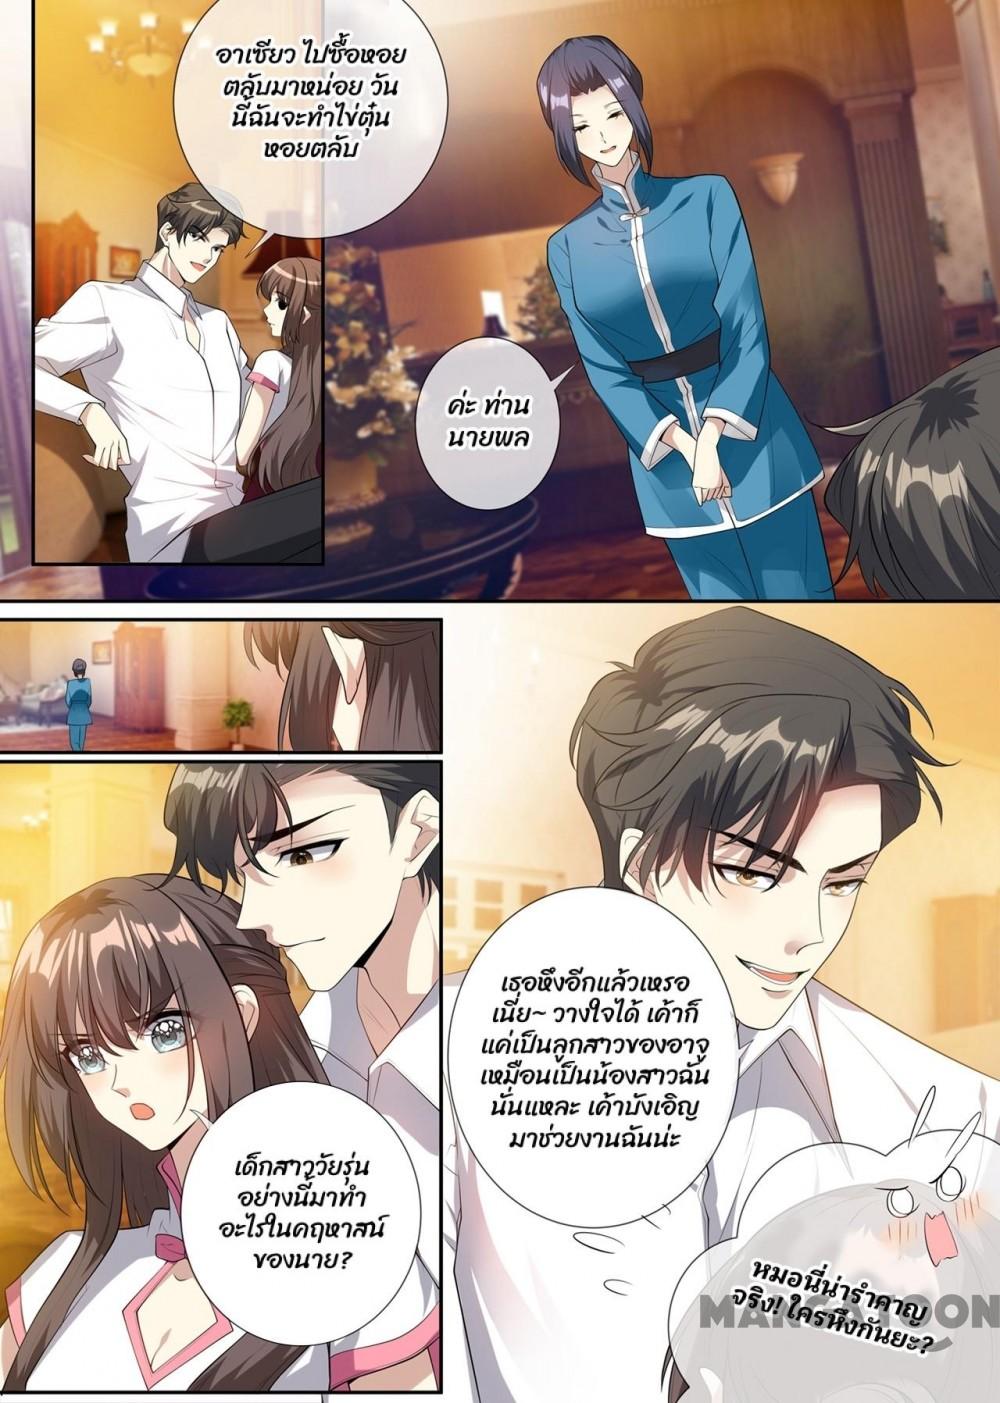 อาเซียว ไปซื้อหอย
ตลับมาหน่อย วัน
นี้ฉันจะทำไข่ตุ๋น
หอยตลับ
ค่ะ ท่าน
นายพล
เธอหึงอีกแล้วเหรอ
เนี่ย~ วางใจได้ เค้าก็
แค่เป็นลูกสาวของอาจู
เหมือนเป็นน้องสาวฉัน
นั่นแหละ เค้าบังเอิญ
มาช่วยงานฉันน่ะ
เด็กสาววัยรุ่น
อย่างนี้มาทำ
อะไรในคฤหาสน์
ของนาย?
หมอนี่น่ารำคาญ
จริง! ใครหึงกันยะ?
MANGATOON